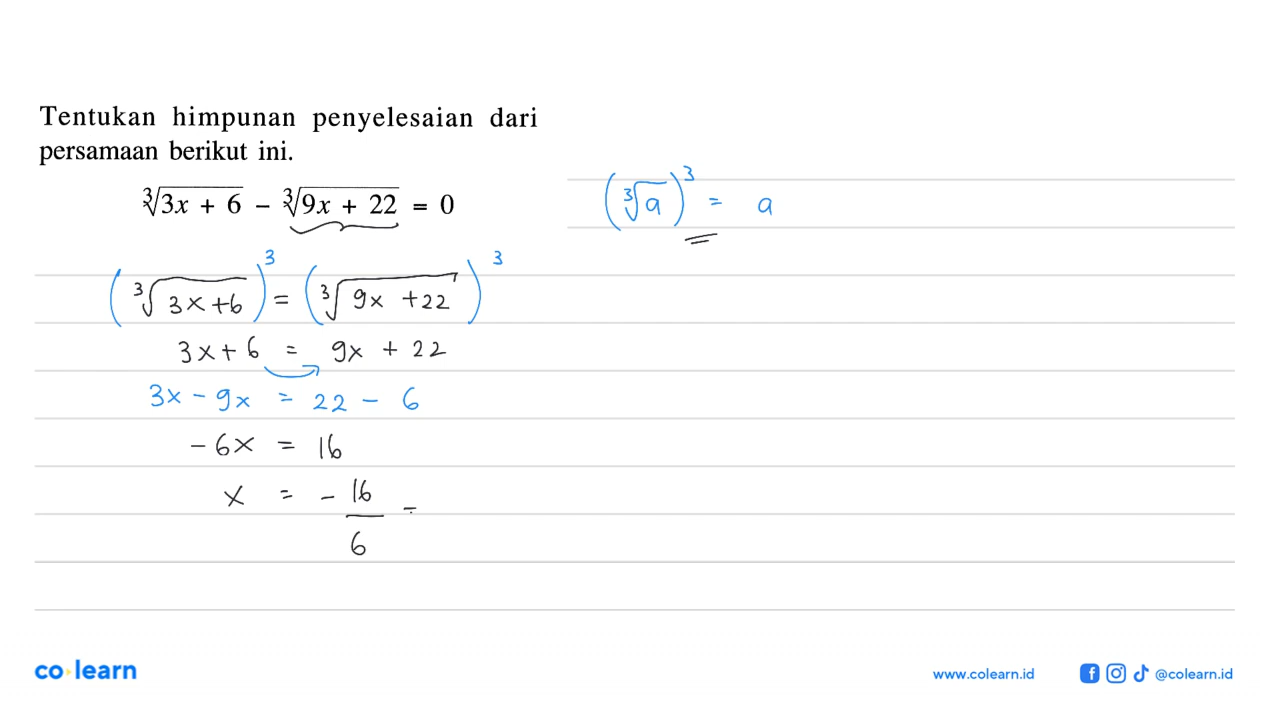 Tentukan himpunan penyelesaian dari
persamaan berikut ini.
∛(3x + 6) − ∛(9x + 22) = 0
(∛a)³ = a
(∛(3x+6))³ = (∛(9x +22))³
3x+6 = 9x + 22
3x − 9x = 22 − 6
−6x = 16
x = −16/6 =
co learn
www.colearn.id
@colearn.id